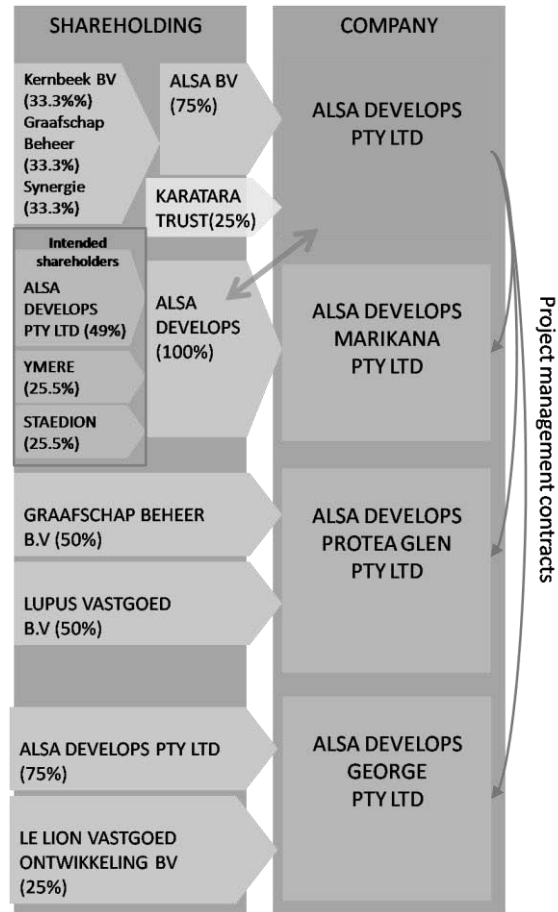 SHAREHOLDING
COMPANY
Kernbeek BV
(33.3%%)
Graafschap
Beheer
(33.3%)
Synergie
(33.3%)
ALSA BV
(75%)
KARATARA
TRUST(25%)
ALSA DEVELOPS
PTY LTD
Intended
shareholders
ALSA
DEVELOPS
PTY LTD (49%)
YMERE
(25.5%)
STAEDION
(25.5%)
ALSA
DEVELOPS
(100%)
ALSA DEVELOPS
MARIKANA
PTY LTD
GRAAFSCHAP BEHEER
B.V (50%)
LUPUS VASTGOED
B.V (50%)
ALSA DEVELOPS
PROTEA GLEN
PTY LTD
ALSA DEVELOPS PTY LTD
(75%)
LE LION VASTGOED
ONTWIKKELING BV
(25%)
ALSA DEVELOPS
GEORGE
PTY LTD
Project management contracts